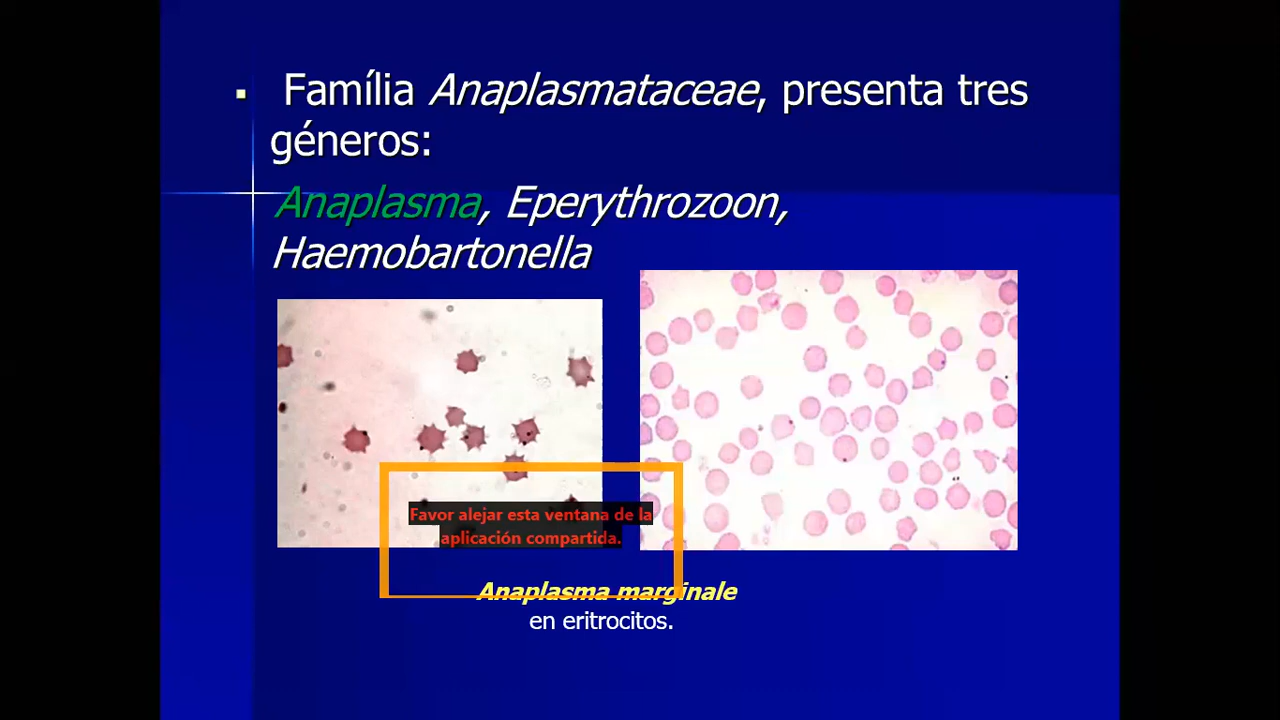 Família Anaplasmataceae, presenta tres
géneros:
Anaplasma, Eperythrozoon,
Haemobartonella
Favor alejar esta ventana de la
aplicación compartida.
Anaplasma marginale
en eritrocitos.